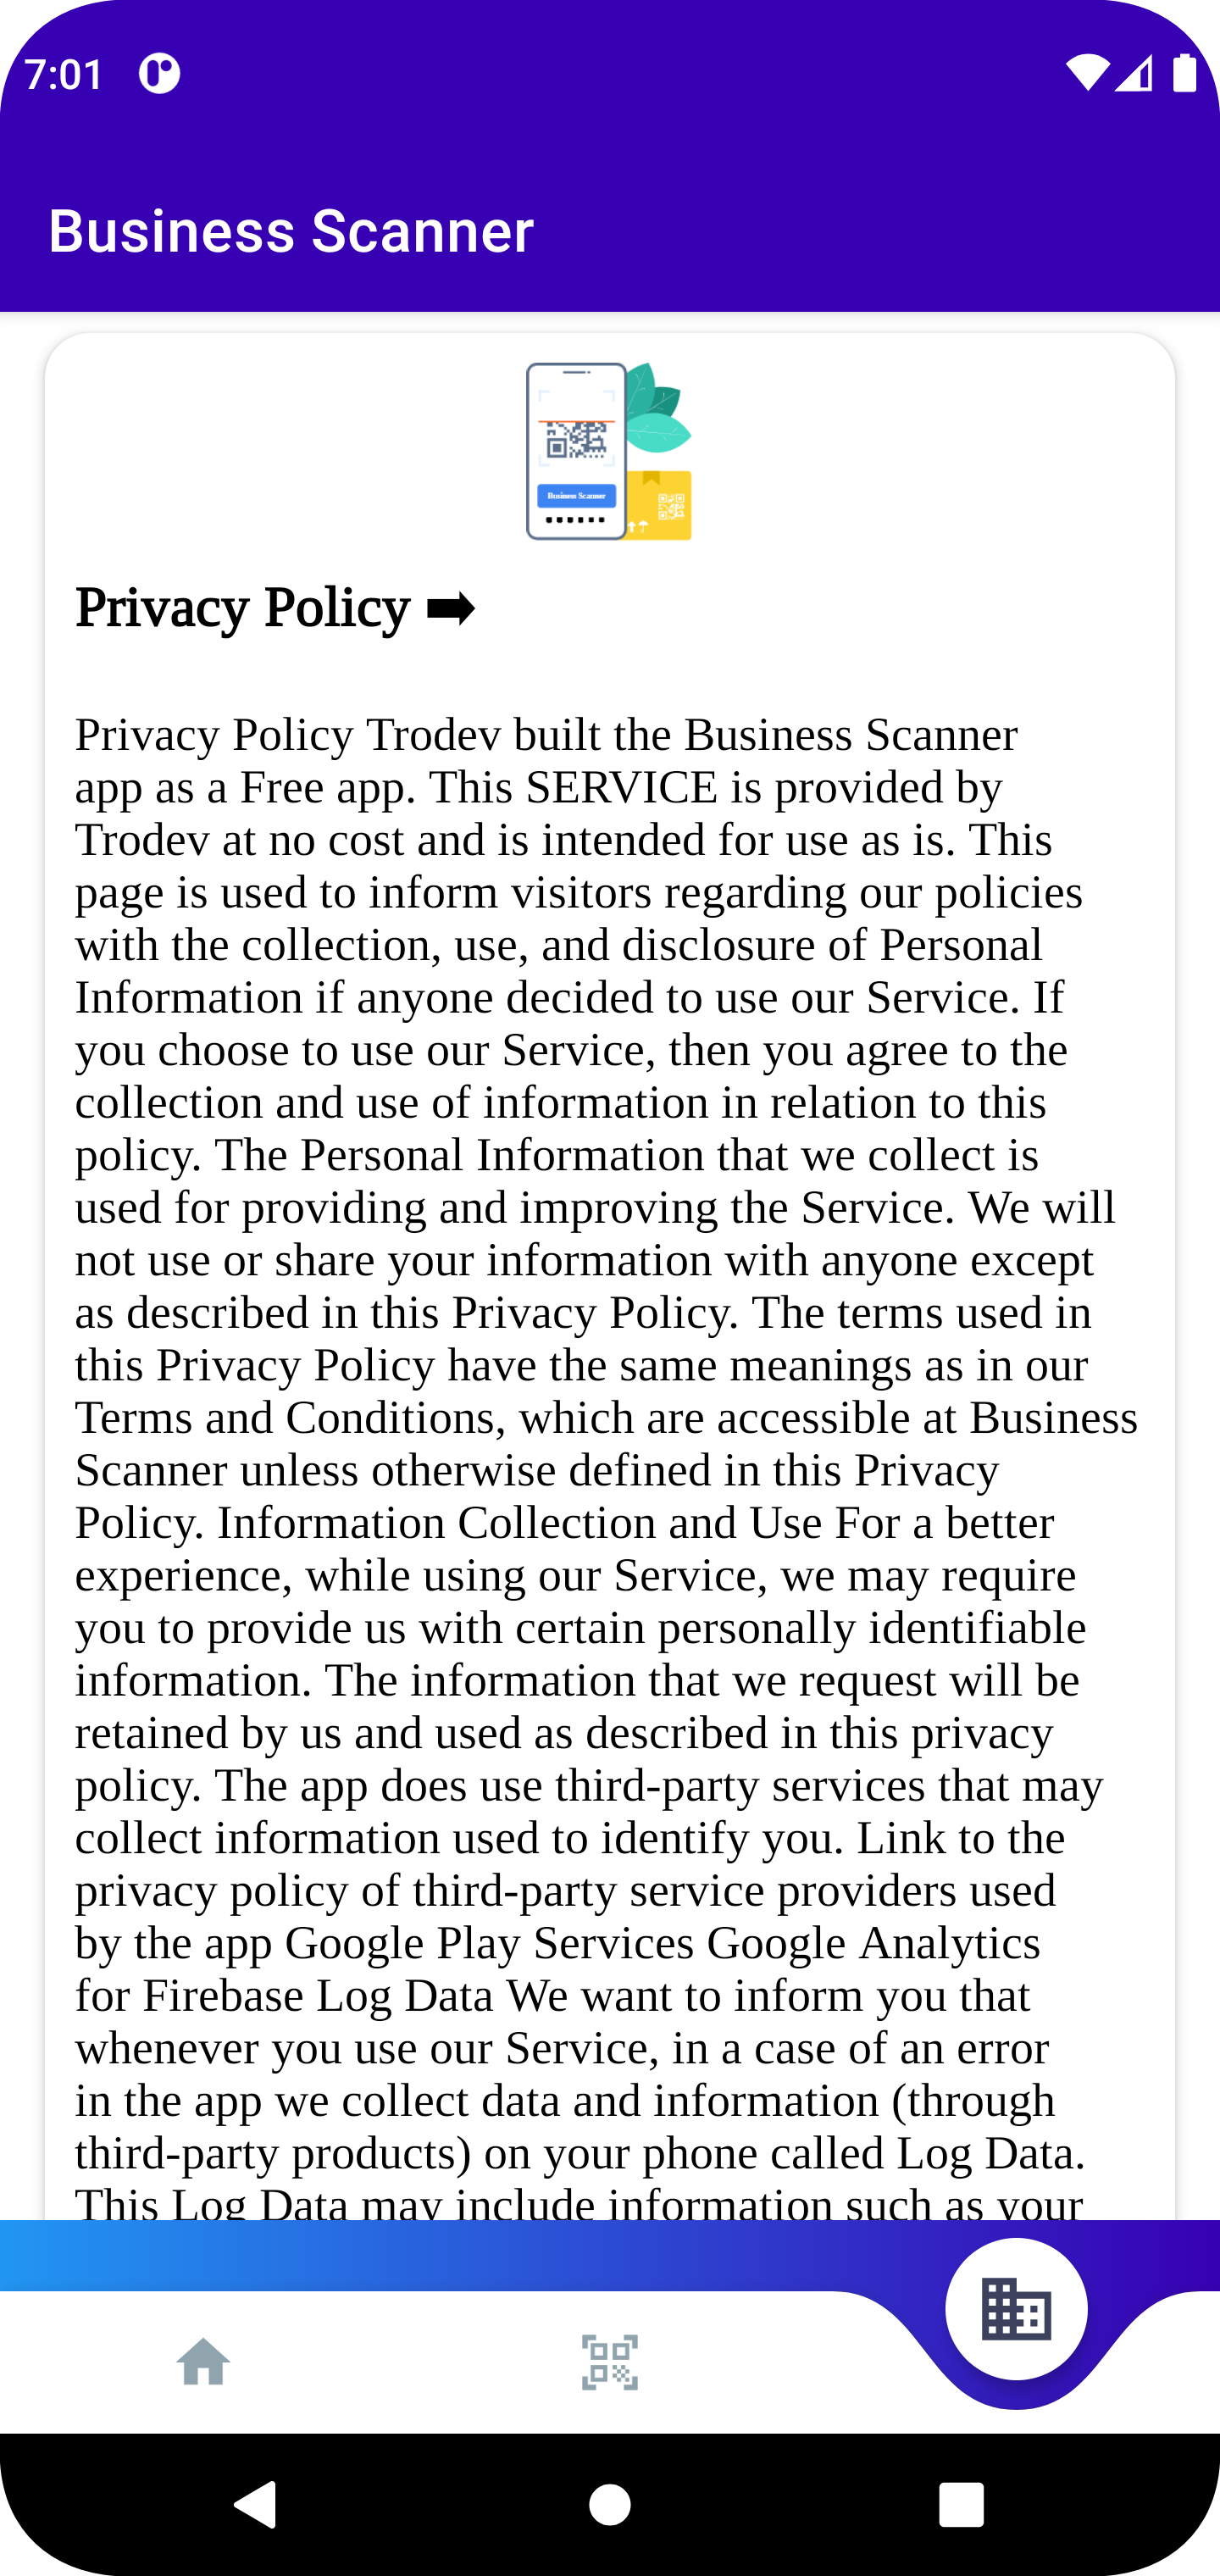 7:01
Business Scanner
Business Scanner
Privacy Policy ➡
Privacy Policy Trodev built the Business Scanner
app as a Free app. This SERVICE is provided by
Trodev at no cost and is intended for use as is. This
page is used to inform visitors regarding our policies
with the collection, use, and disclosure of Personal
Information if anyone decided to use our Service. If
you choose to use our Service, then you agree to the
collection and use of information in relation to this
policy. The Personal Information that we collect is
used for providing and improving the Service. We will
not use or share your information with anyone except
as described in this Privacy Policy. The terms used in
this Privacy Policy have the same meanings as in our
Terms and Conditions, which are accessible at Business
Scanner unless otherwise defined in this Privacy
Policy. Information Collection and Use For a better
experience, while using our Service, we may require
you to provide us with certain personally identifiable
information. The information that we request will be
retained by us and used as described in this privacy
policy. The app does use third-party services that may
collect information used to identify you. Link to the
privacy policy of third-party service providers used
by the app Google Play Services Google Analytics
for Firebase Log Data We want to inform you that
whenever you use our Service, in a case of an error
in the app we collect data and information (through
third-party products) on your phone called Log Data.
This Log Data may include information such as your